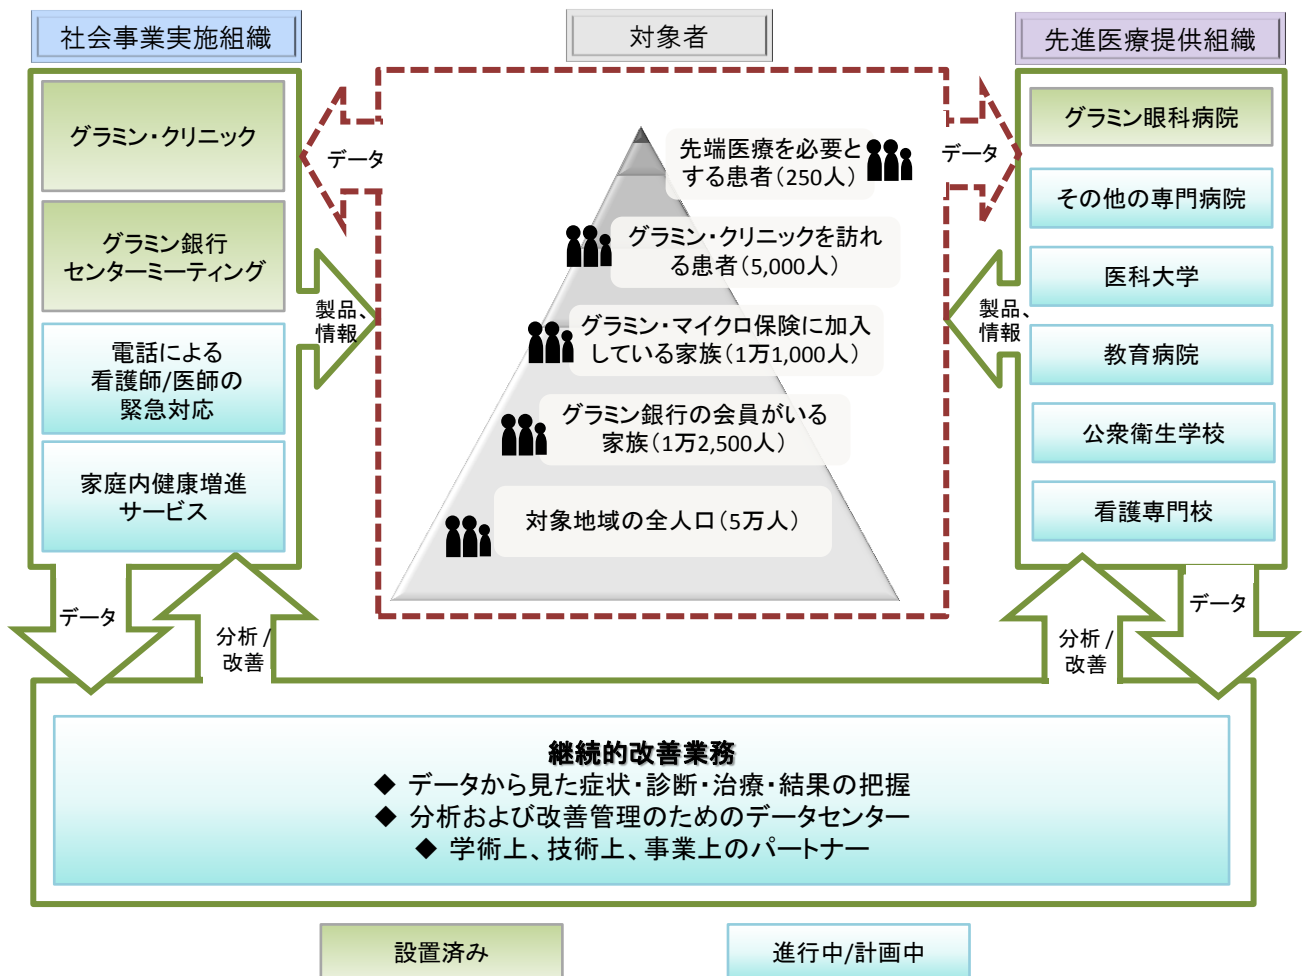 社会事業実施組織
対象者
先進医療提供組織
グラミン・クリニック
グラミン銀行
センターミーティング
電話による
看護師/医師の
緊急対応
家庭内健康増進
サービス
データ
製品、
情報
先端医療を必要と
する患者（250人）
グラミン・クリニックを訪れ
る患者（5,000人）
グラミン・マイクロ保険に加入
している家族（1万1,000人）
グラミン銀行の会員がいる
家族（1万2,500人）
対象地域の全人口（5万人）
データ
製品、
情報
グラミン眼科病院
その他の専門病院
医科大学
教育病院
公衆衛生学校
看護専門校
データ
分析/
改善
分析/
改善
データ
継続的改善業務
◆ データから見た症状・診断・治療・結果の把握
◆ 分析および改善管理のためのデータセンター
◆ 学術上、技術上、事業上のパートナー
設置済み
進行中/計画中